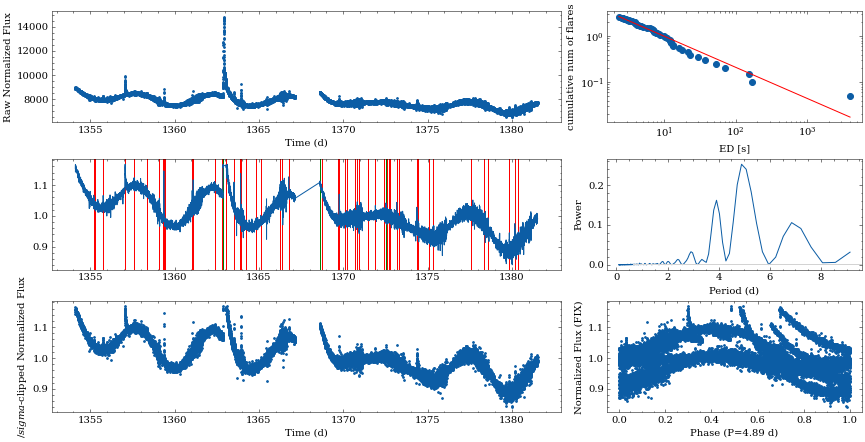 Raw Normalized Flux
14000
12000
10000
8000
1355 1360 1365 1370 1375 1380
Time (d)
cumulative num of flares
10⁰
10⁻¹
10¹ 10² 10³
ED [s]
1.1
1.0
0.9
1355 1360 1365 1370 1375 1380
Power
0.2
0.1
0.0
0 2 4 6 8
Period (d)
/sigma-clipped Normalized Flux
1.1
1.0
0.9
1355 1360 1365 1370 1375 1380
Time (d)
Normalized Flux (FIX)
1.1
1.0
0.9
0.0 0.2 0.4 0.6 0.8 1.0
Phase (P=4.89 d)